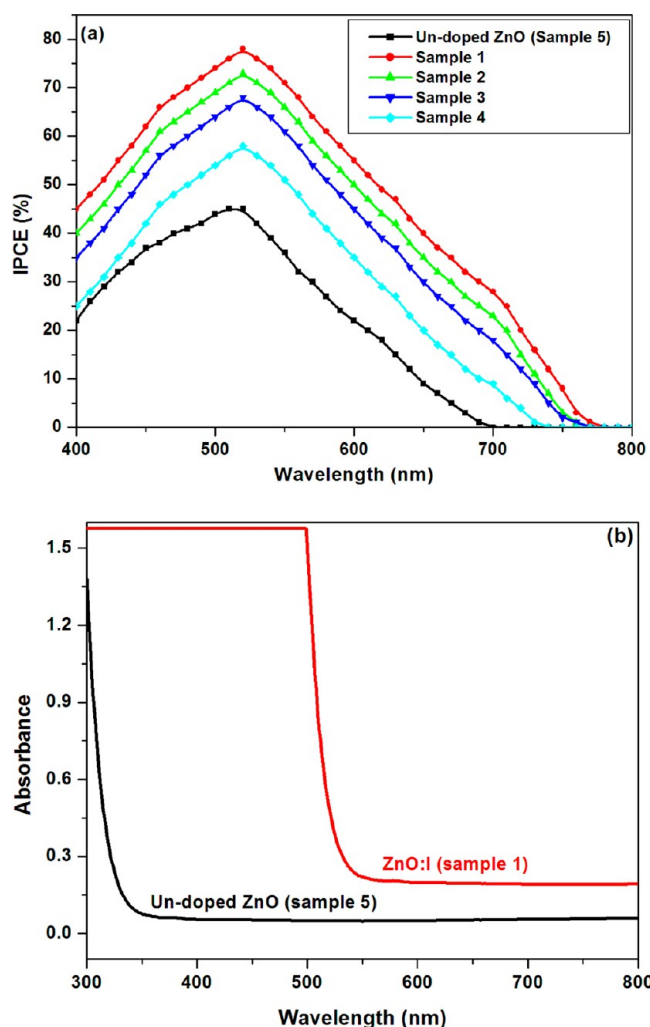 (a)
Un-doped ZnO (Sample 5)
Sample 1
Sample 2
Sample 3
Sample 4
80
70
60
50
40
30
20
10
0
IPCE (%)
400 500 600 700 800
Wavelength (nm)
(b)
1.5
1.2
0.9
0.6
0.3
0.0
Absorbance
ZnO:I (sample 1)
Un-doped ZnO (sample 5)
300 400 500 600 700 800
Wavelength (nm)